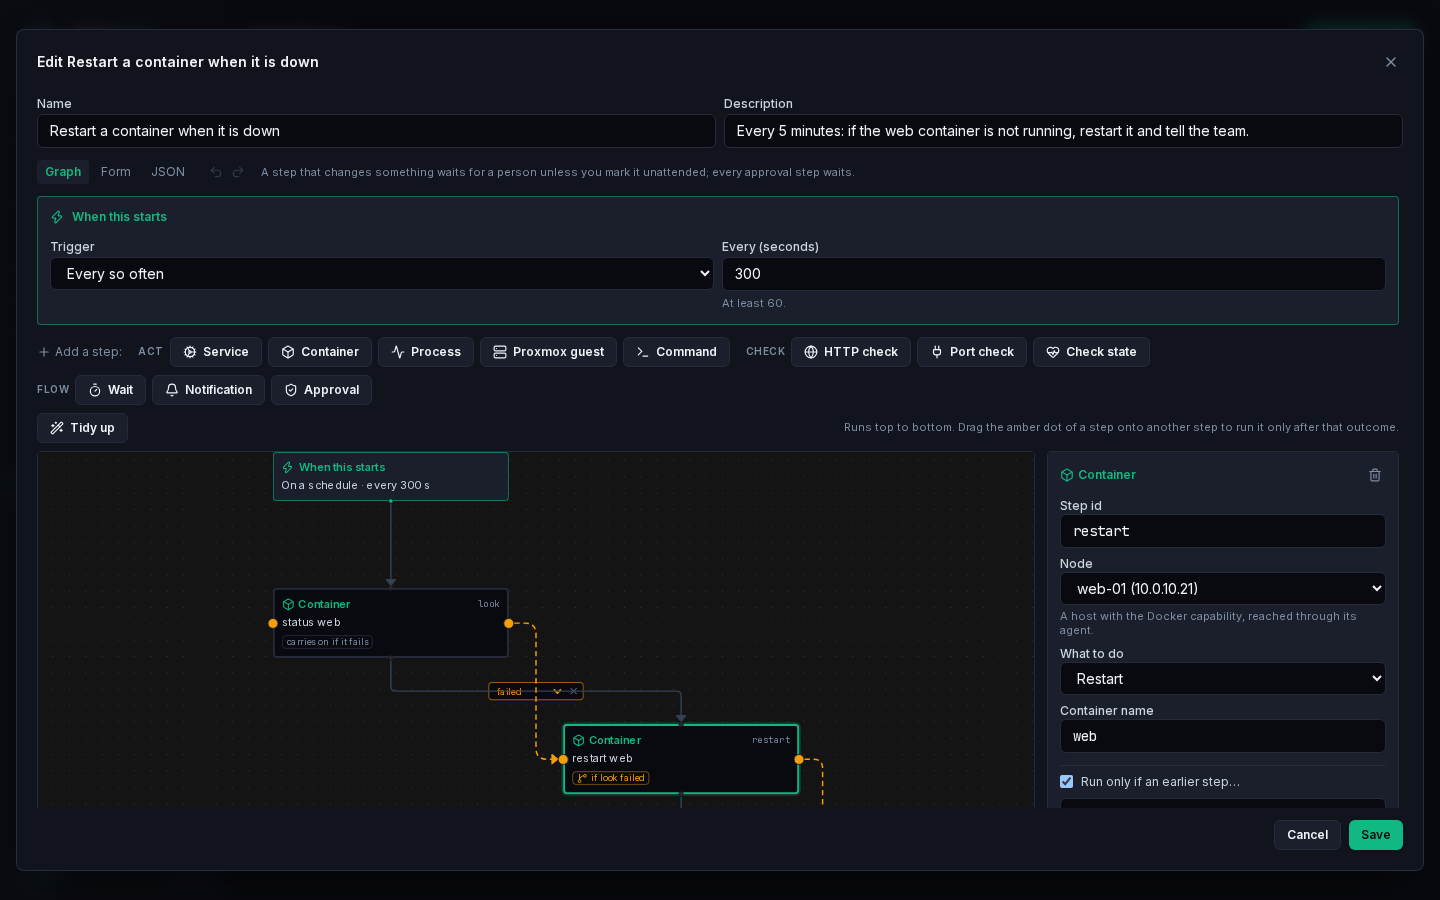 Edit Restart a container when it is down
Name
Description
Restart a container when it is down
Every 5 minutes: if the web container is not running, restart it and tell the team.
Graph Form JSON A step that changes something waits for a person unless you mark it unattended; every approval step waits.
When this starts
Trigger
Every (seconds)
Every so often
300
At least 60.
Add a step: ACT Service Container Process Proxmox guest Command CHECK HTTP check Port check Check state
FLOW Wait Notification Approval
Tidy up
Runs top to bottom. Drag the amber dot of a step onto another step to run it only after that outcome.
When this starts
On a schedule · every 300 s
Container look
status web
carries on if it fails
failed
Container restart
restart web
if look failed
Container
Step id
restart
Node
web-01 (10.0.10.21)
A host with the Docker capability, reached through its
agent.
What to do
Restart
Container name
web
Run only if an earlier step…
Cancel Save